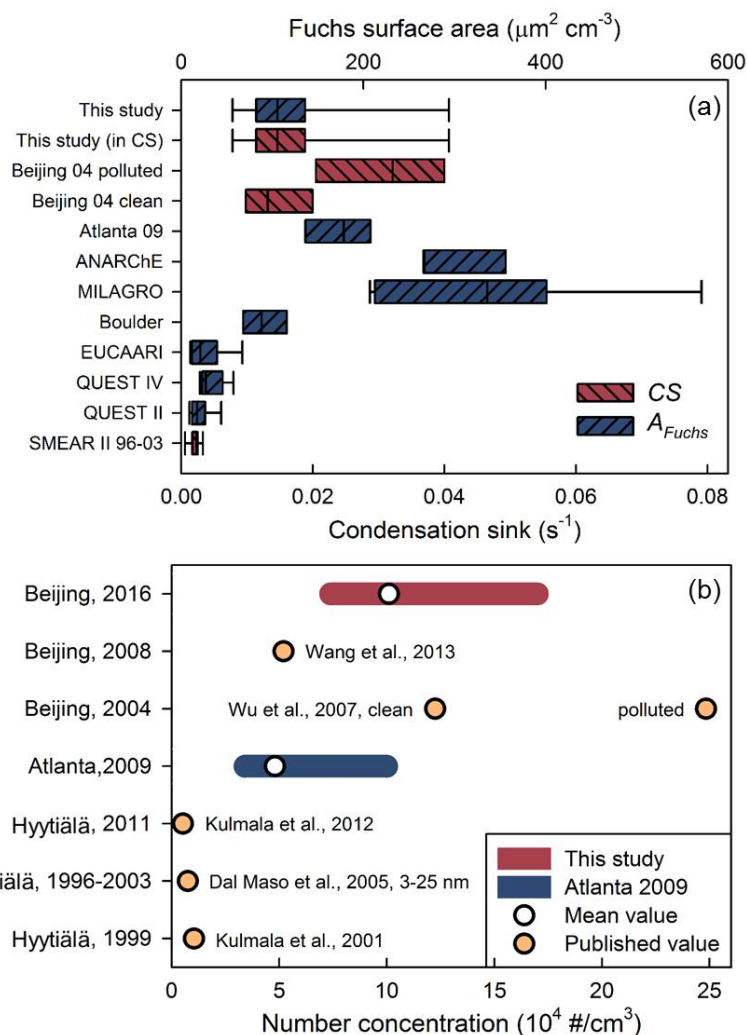 Fuchs surface area (μm² cm⁻³)
0 200 400 600
(a)
This study
This study (in CS)
Beijing 04 polluted
Beijing 04 clean
Atlanta 09
ANARChE
MILAGRO
Boulder
EUCAARI
QUEST IV
QUEST II
SMEAR II 96-03
CS
A_Fuchs
0.00 0.02 0.04 0.06 0.08
Condensation sink (s⁻¹)
(b)
Beijing, 2016
Beijing, 2008 Wang et al., 2013
Beijing, 2004 Wu et al., 2007, clean polluted
Atlanta,2009
Hyytiälä, 2011 Kulmala et al., 2012
iälä, 1996-2003 Dal Maso et al., 2005, 3-25 nm
Hyytiälä, 1999 Kulmala et al., 2001
This study
Atlanta 2009
Mean value
Published value
0 5 10 15 20 25
Number concentration (10⁴ #/cm³)